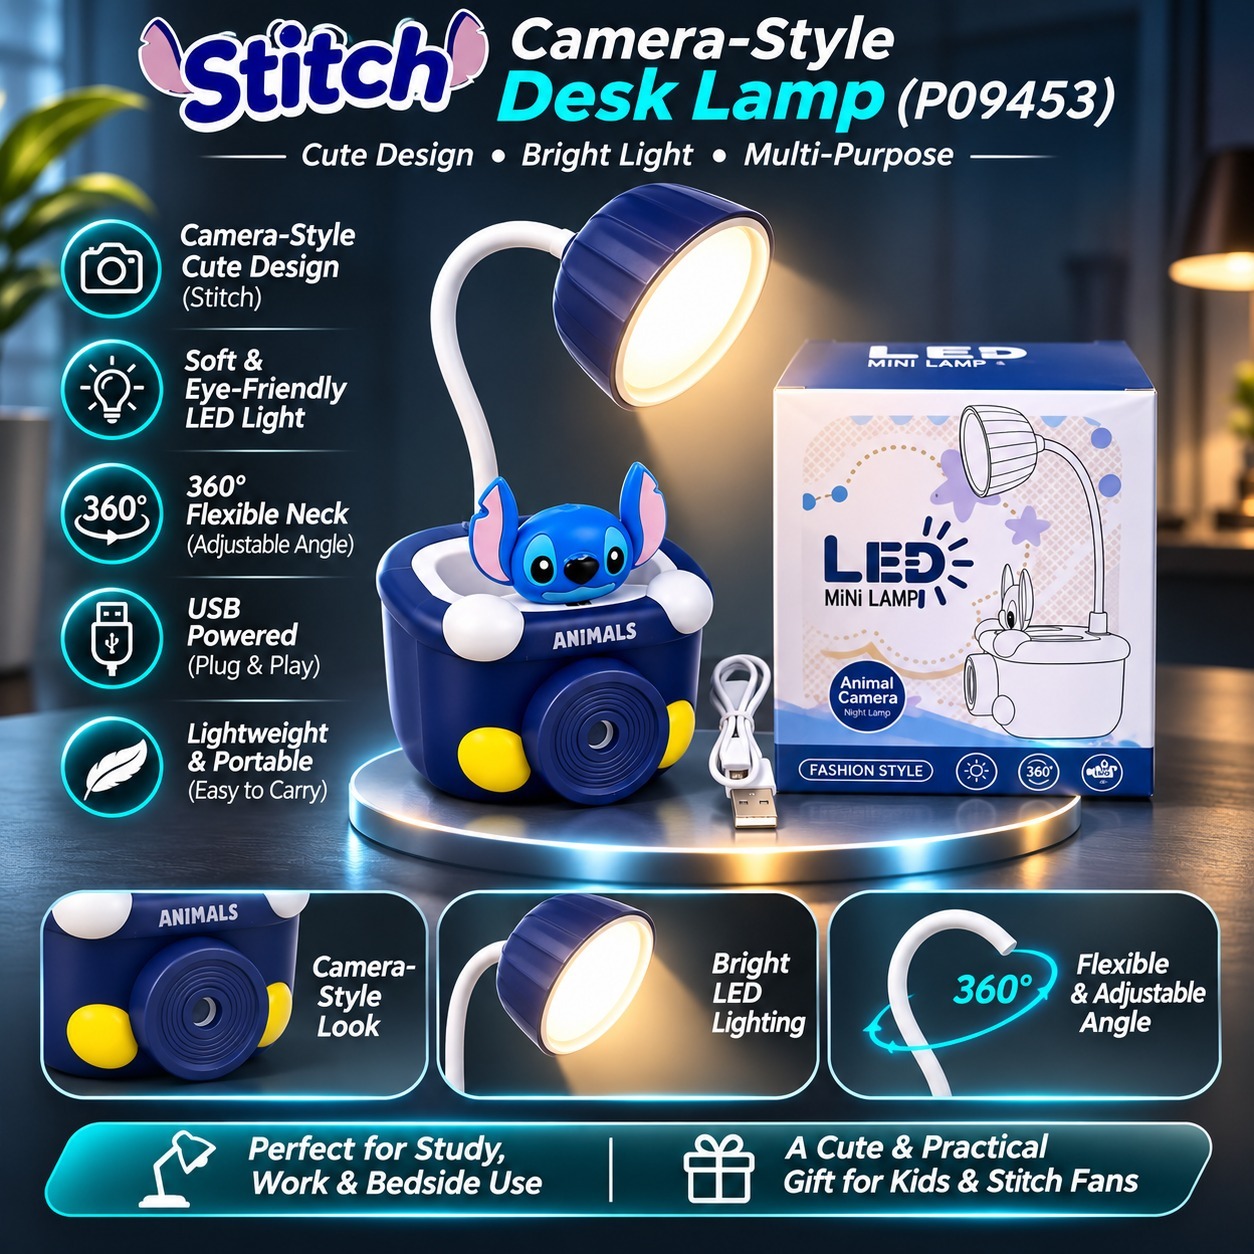 Stitch
Camera-Style
Desk Lamp (P09453)
Cute Design • Bright Light • Multi-Purpose
Camera-Style
Cute Design
(Stitch)
Soft &
Eye-Friendly
LED Light
360°
360°
Flexible Neck
(Adjustable Angle)
USB
Powered
(Plug & Play)
Lightweight
& Portable
(Easy to Carry)
ANIMALS
LED
MINI LAMP
LED
MiNi LAMP
Animal
Camera
Night Lamp
FASHION STYLE
360°
ANIMALS
Camera-
Style
Look
Bright
LED
Lighting
360°
Flexible
& Adjustable
Angle
Perfect for Study,
Work & Bedside Use
A Cute & Practical
Gift for Kids & Stitch Fans